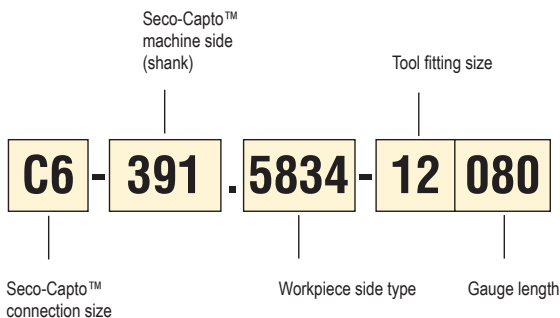 Seco-Capto™
machine side
(shank)
Tool fitting size
C6 - 391 . 5834 - 12 080
Seco-Capto™
connection size
Workpiece side type
Gauge length